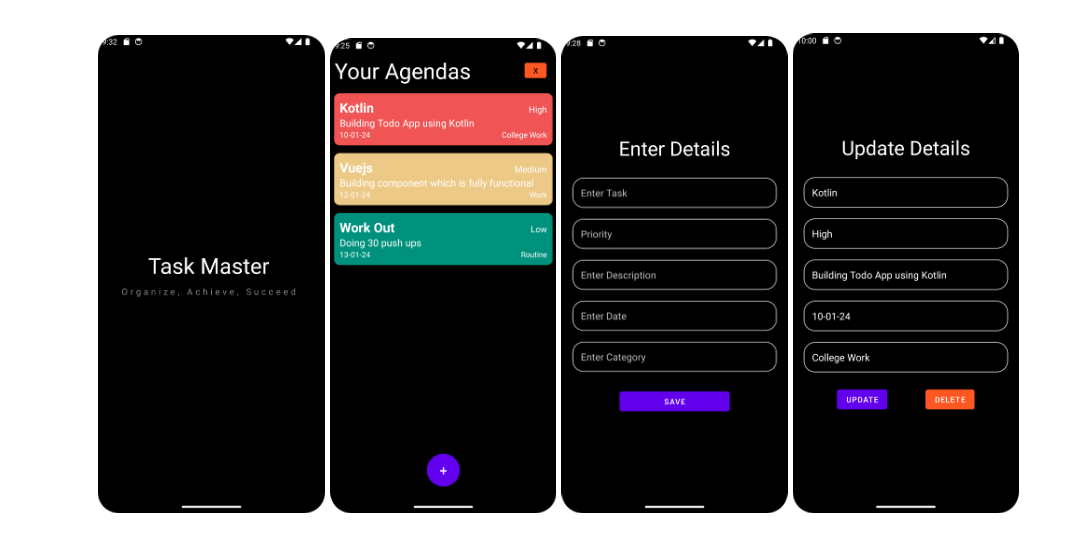 9:32
Task Master
Organize, Achieve, Succeed
9:25
Your Agendas
X
Kotlin
High
Building Todo App using Kotlin
10-01-24
College Work
Vuejs
Medium
Building component which is fully functional
12-01-24
Work
Work Out
Low
Doing 30 push ups
13-01-24
Routine
+
9:28
Enter Details
Enter Task
Priority
Enter Description
Enter Date
Enter Category
SAVE
10:00
Update Details
Kotlin
High
Building Todo App using Kotlin
10-01-24
College Work
UPDATE
DELETE